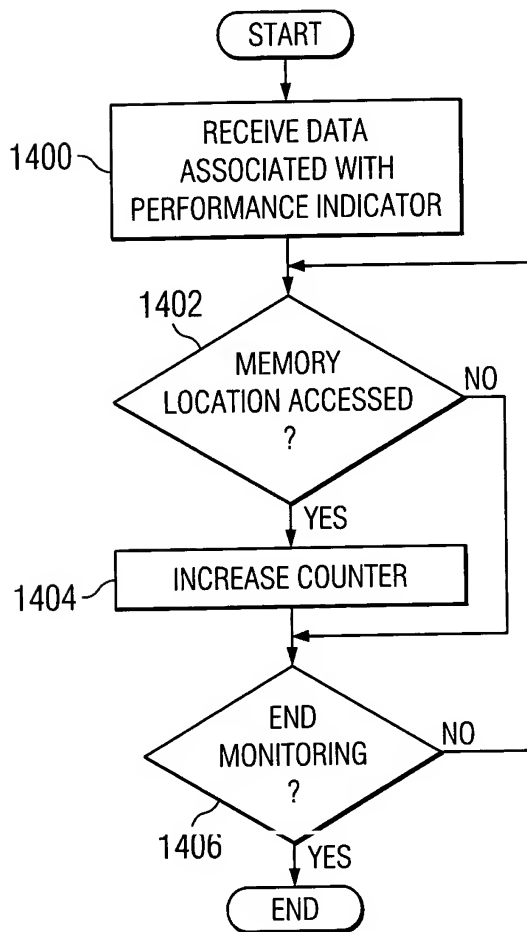 START
1400
RECEIVE DATA
ASSOCIATED WITH
PERFORMANCE INDICATOR
1402
MEMORY
LOCATION ACCESSED
?
NO
YES
1404
INCREASE COUNTER
END
MONITORING
?
NO
1406
YES
END